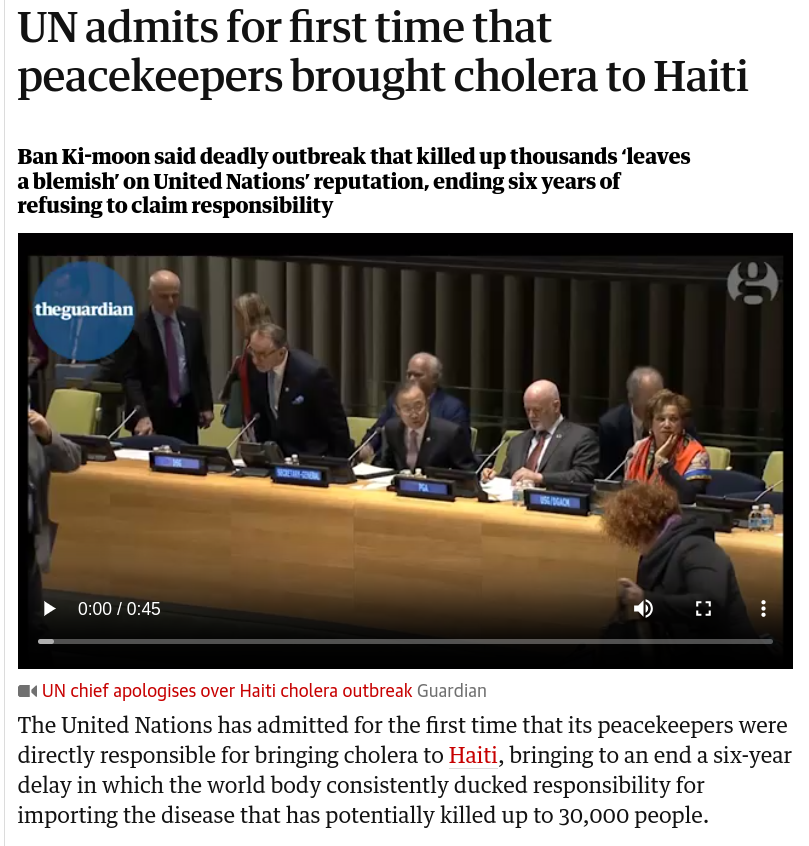 UN admits for first time that
peacekeepers brought cholera to Haiti
Ban Ki-moon said deadly outbreak that killed up thousands ‘leaves
a blemish’ on United Nations’ reputation, ending six years of
refusing to claim responsibility
theguardian
SECRETARY-GENERAL
PGA
USG/DGACM
0:00 / 0:45
UN chief apologises over Haiti cholera outbreak Guardian
The United Nations has admitted for the first time that its peacekeepers were
directly responsible for bringing cholera to Haiti, bringing to an end a six-year
delay in which the world body consistently ducked responsibility for
importing the disease that has potentially killed up to 30,000 people.